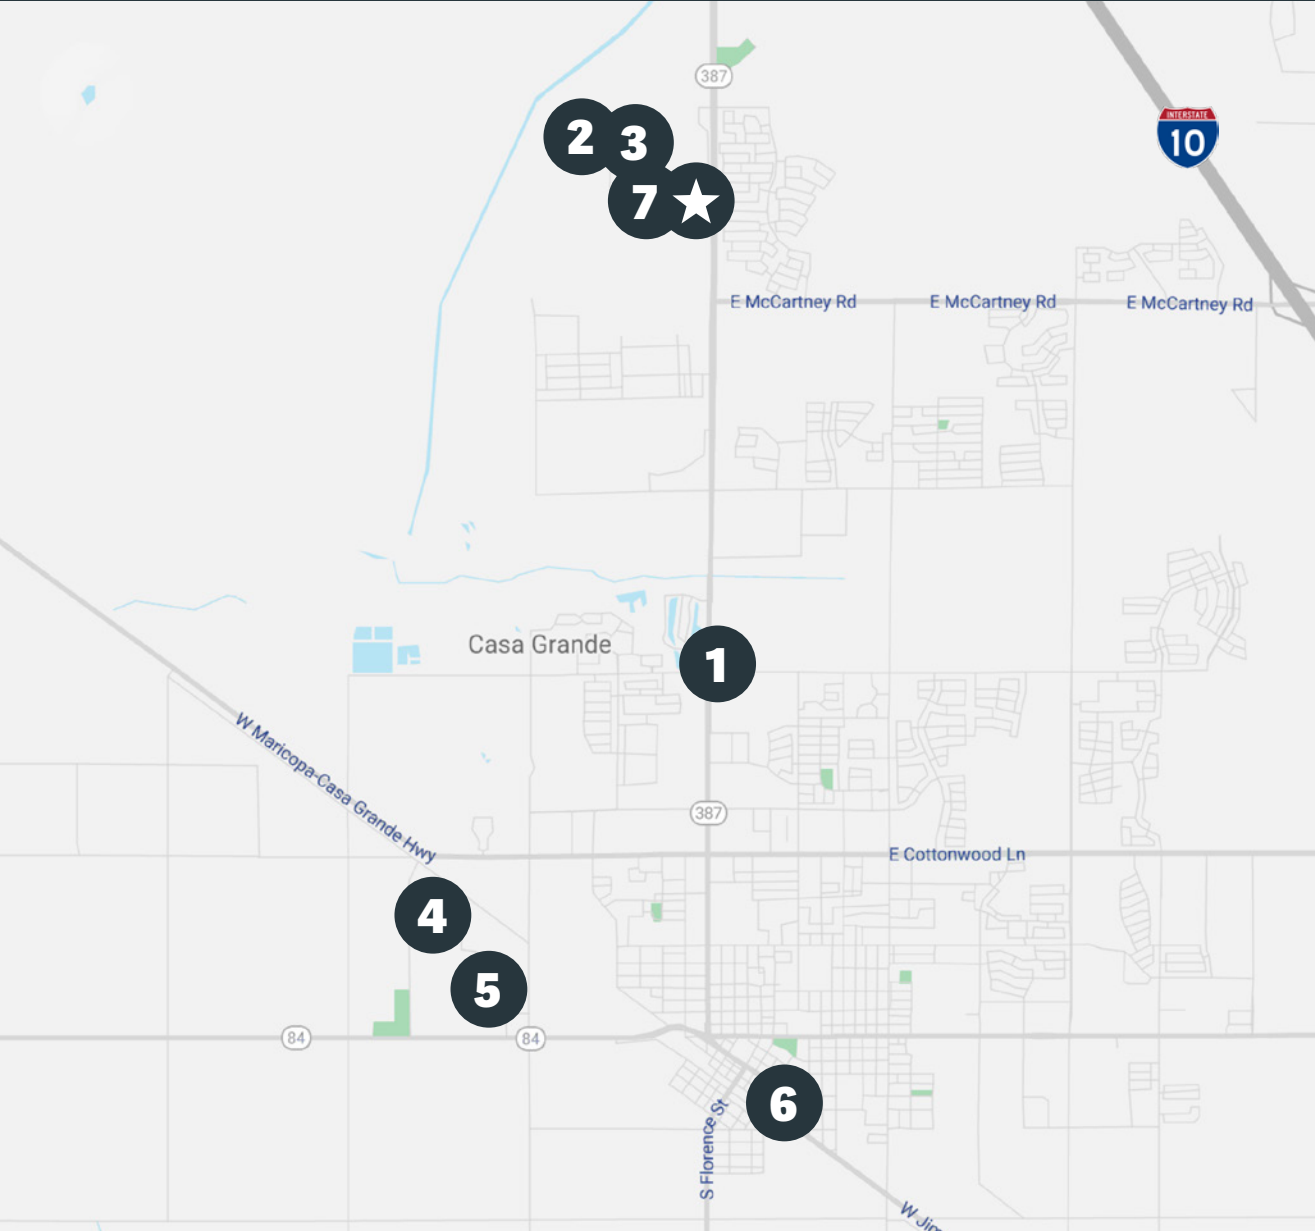 387
INTERSTATE
10
2
3
7
E McCartney Rd
E McCartney Rd
E McCartney Rd
Casa Grande
1
W Maricopa-Casa Grande Hwy
387
E Cottonwood Ln
4
5
84
84
6
S Florence St
W Jim